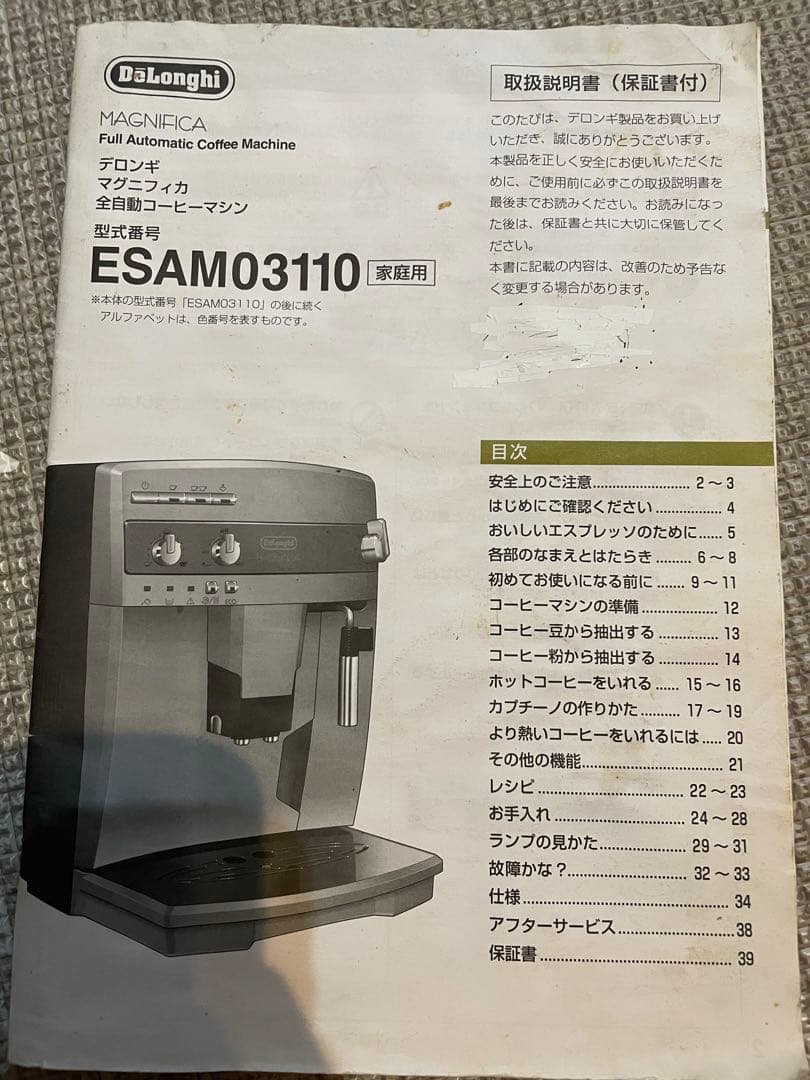 DeLonghi
MAGNIFICA
Full Automatic Coffee Machine
デロンギ
マグニフィカ
全自動コーヒーマシン
型式番号
ESAM03110 家庭用
※本体の型式番号「ESAM03110」の後に続く
アルファベットは、色番号を表すものです。
取扱説明書（保証書付）
このたびは、デロンギ製品をお買い上げ
いただき、誠にありがとうございます。
本製品を正しく安全にお使いいただくた
めに、ご使用前に必ずこの取扱説明書を
最後までお読みください。お読みになっ
た後は、保証書と共に大切に保管してく
ださい。
本書に記載の内容は、改善のため予告な
く変更する場合があります。
目次
安全上のご注意........................ 2～3
はじめにご確認ください................ 4
おいしいエスプレッソのために...... 5
各部のなまえとはたらき.......... 6～8
初めてお使いになる前に....... 9～11
コーヒーマシンの準備................... 12
コーヒー豆から抽出する............... 13
コーヒー粉から抽出する............... 14
ホットコーヒーをいれる...... 15～16
カプチーノの作りかた.......... 17～19
より熱いコーヒーをいれるには..... 20
その他の機能.................................. 21
レシピ................................... 22～23
お手入れ............................... 24～28
ランプの見かた...................... 29～31
故障かな？............................ 32～33
仕様................................................ 34
アフターサービス........................... 38
保証書............................................. 39
DeLonghi
ECO